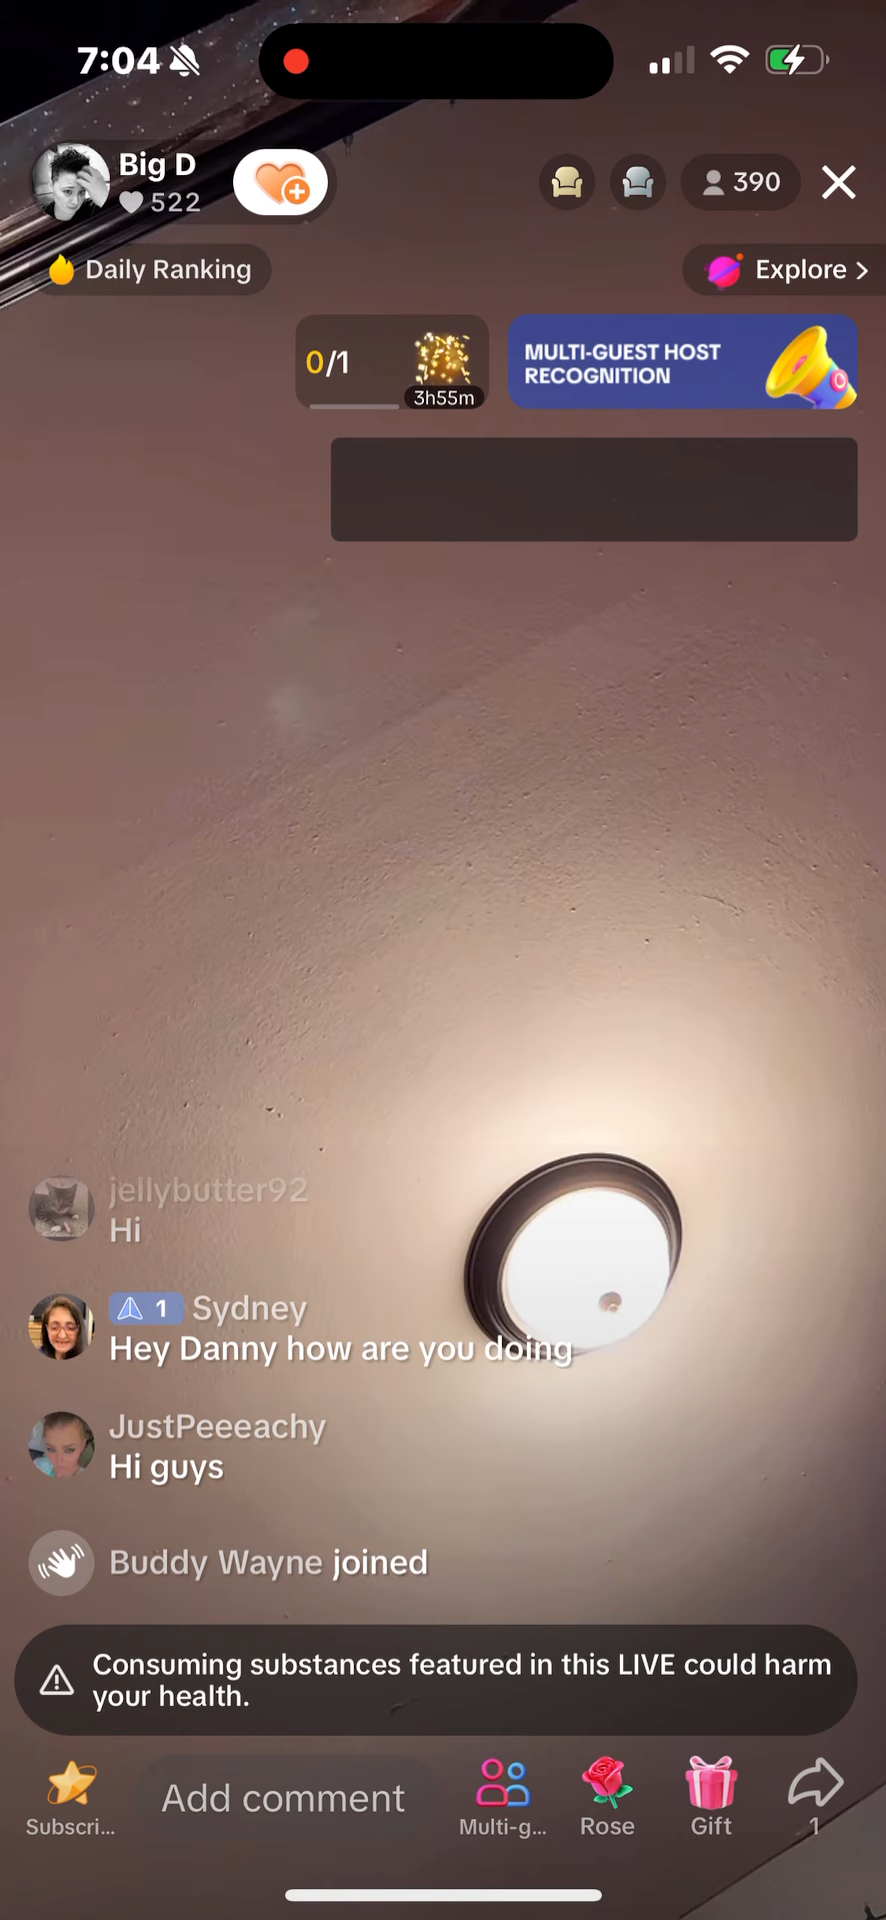 7:04
Big D
522
390
Daily Ranking
Explore >
0/1
3h55m
MULTI-GUEST HOST
RECOGNITION
jellybutter92
Hi
1 Sydney
Hey Danny how are you doing
JustPeeeachy
Hi guys
Buddy Wayne joined
Consuming substances featured in this LIVE could harm
your health.
Add comment
Subscri...
Multi-g...
Rose
Gift
1